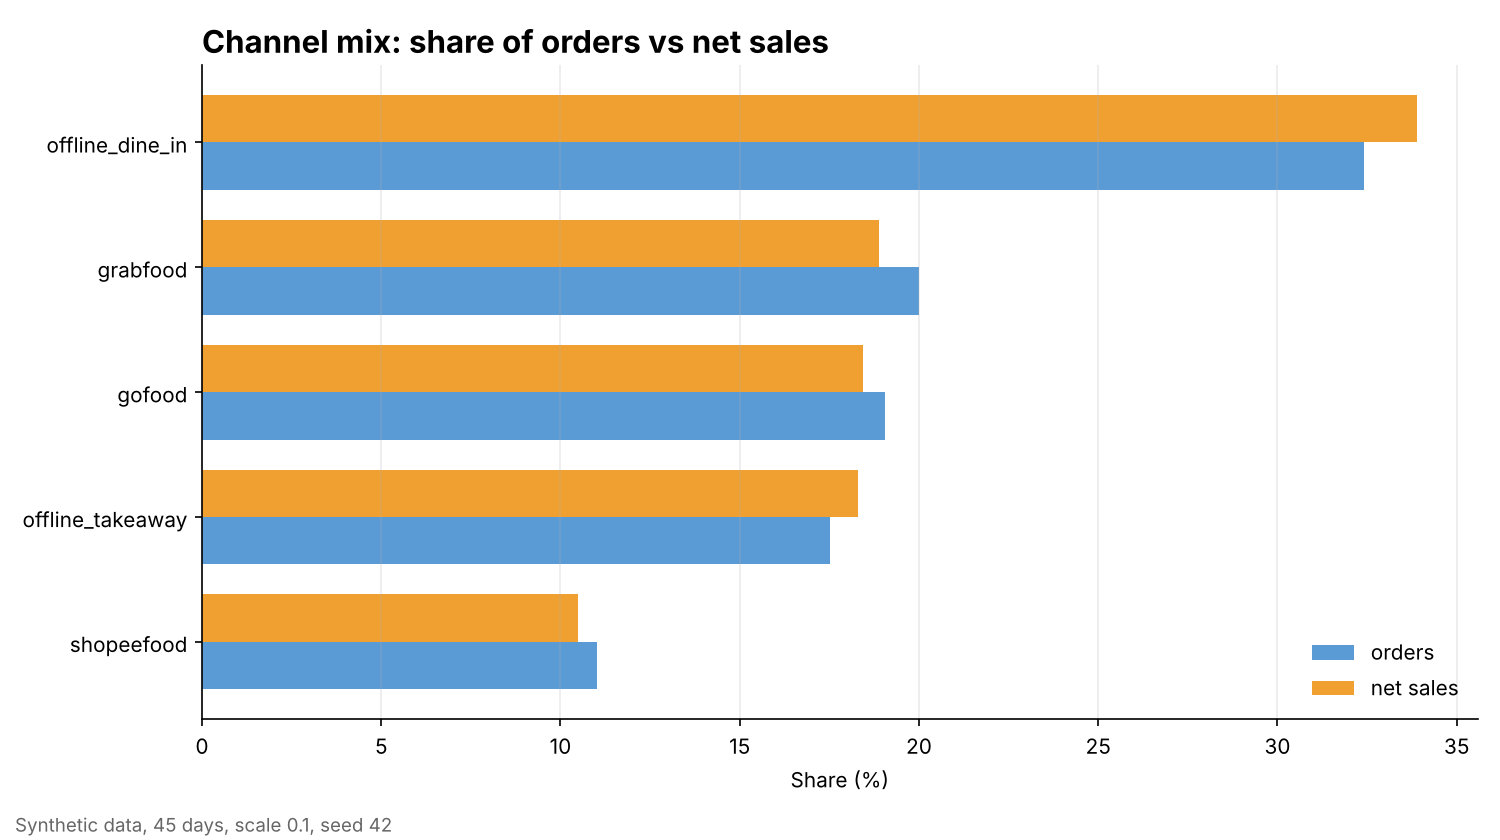 Channel mix: share of orders vs net sales
offline_dine_in
grabfood
gofood
offline_takeaway
shopeefood
orders
net sales
0 5 10 15 20 25 30 35
Share (%)
Synthetic data, 45 days, scale 0.1, seed 42